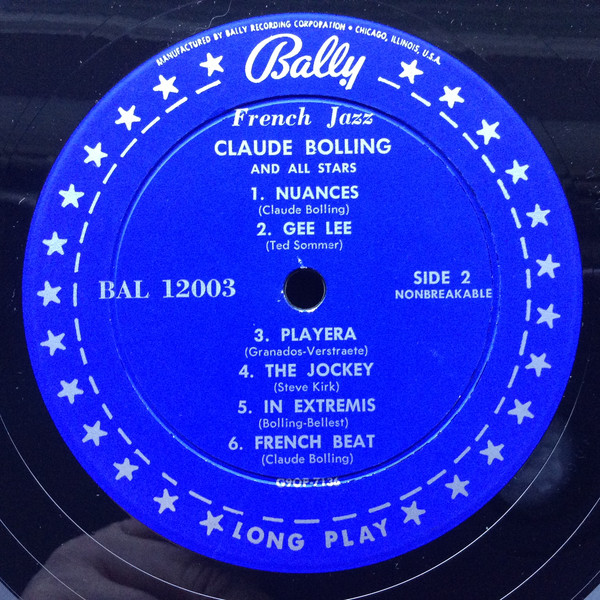 MANUFACTURED BY BALLY RECORDING CORPORATION • CHICAGO, ILLINOIS, U.S.A.
Bally
French Jazz
CLAUDE BOLLING
AND ALL STARS
1. NUANCES
(Claude Bolling)
2. GEE LEE
(Ted Sommer)
BAL 12003
SIDE 2
NONBREAKABLE
3. PLAYERA
(Granados-Verstraete)
4. THE JOCKEY
(Steve Kirk)
5. IN EXTREMIS
(Bolling-Bellest)
6. FRENCH BEAT
(Claude Bolling)
G9OF-7136
LONG PLAY